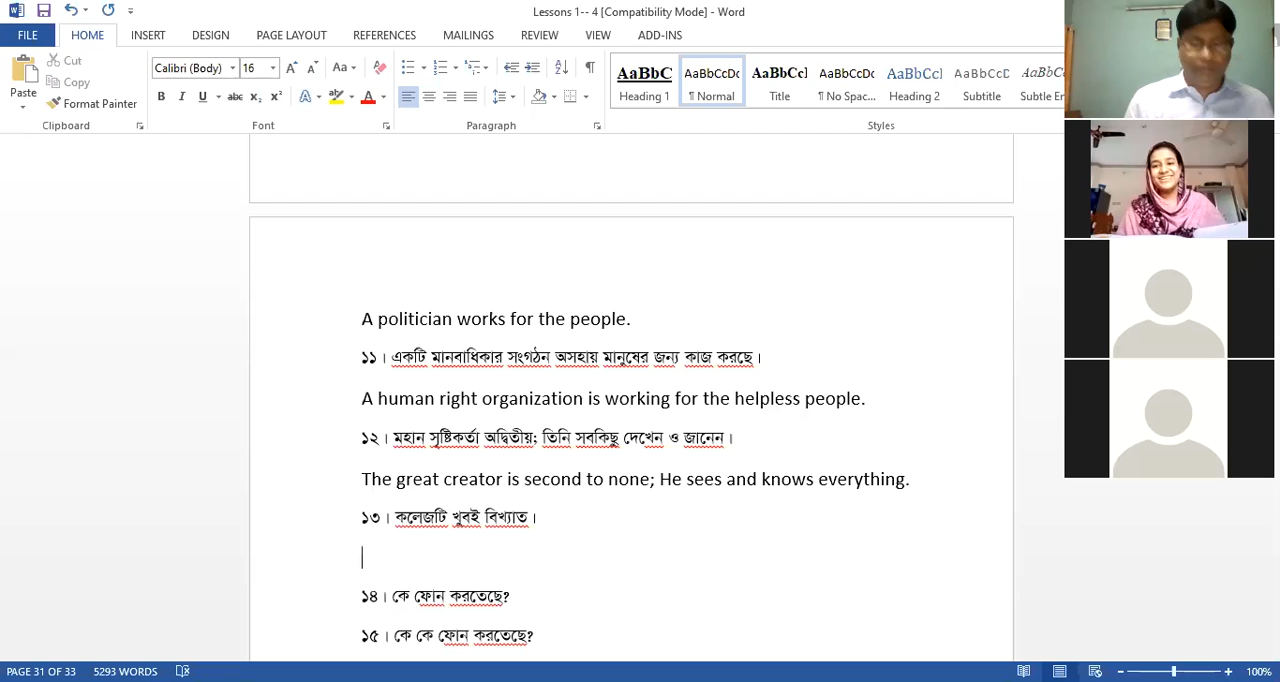 Lessons 1-- 4 [Compatibility Mode] - Word
FILE HOME INSERT DESIGN PAGE LAYOUT REFERENCES MAILINGS REVIEW VIEW ADD-INS
Cut
Copy
Format Painter
Paste
Clipboard
Calibri (Body) 16
Font
Paragraph
AaBbC AaBbCcDc AaBbCc] AaBbCcDc AaBbCc] AaBbCcD AaBbCcD
Heading 1 ¶ Normal Title ¶ No Spac... Heading 2 Subtitle Subtle Em
Styles
A politician works for the people.
১১। একটি মানবাধিকার সংগঠন অসহায় মানুষের জন্য কাজ করছে।
A human right organization is working for the helpless people.
১২। মহান সৃষ্টিকর্তা অদ্বিতীয়; তিনি সবকিছু দেখেন ও জানেন।
The great creator is second to none; He sees and knows everything.
১৩। কলেজটি খুবই বিখ্যাত।
১৪। কে ফোন করতেছে?
১৫। কে কে ফোন করতেছে?
PAGE 31 OF 33 5293 WORDS 100%